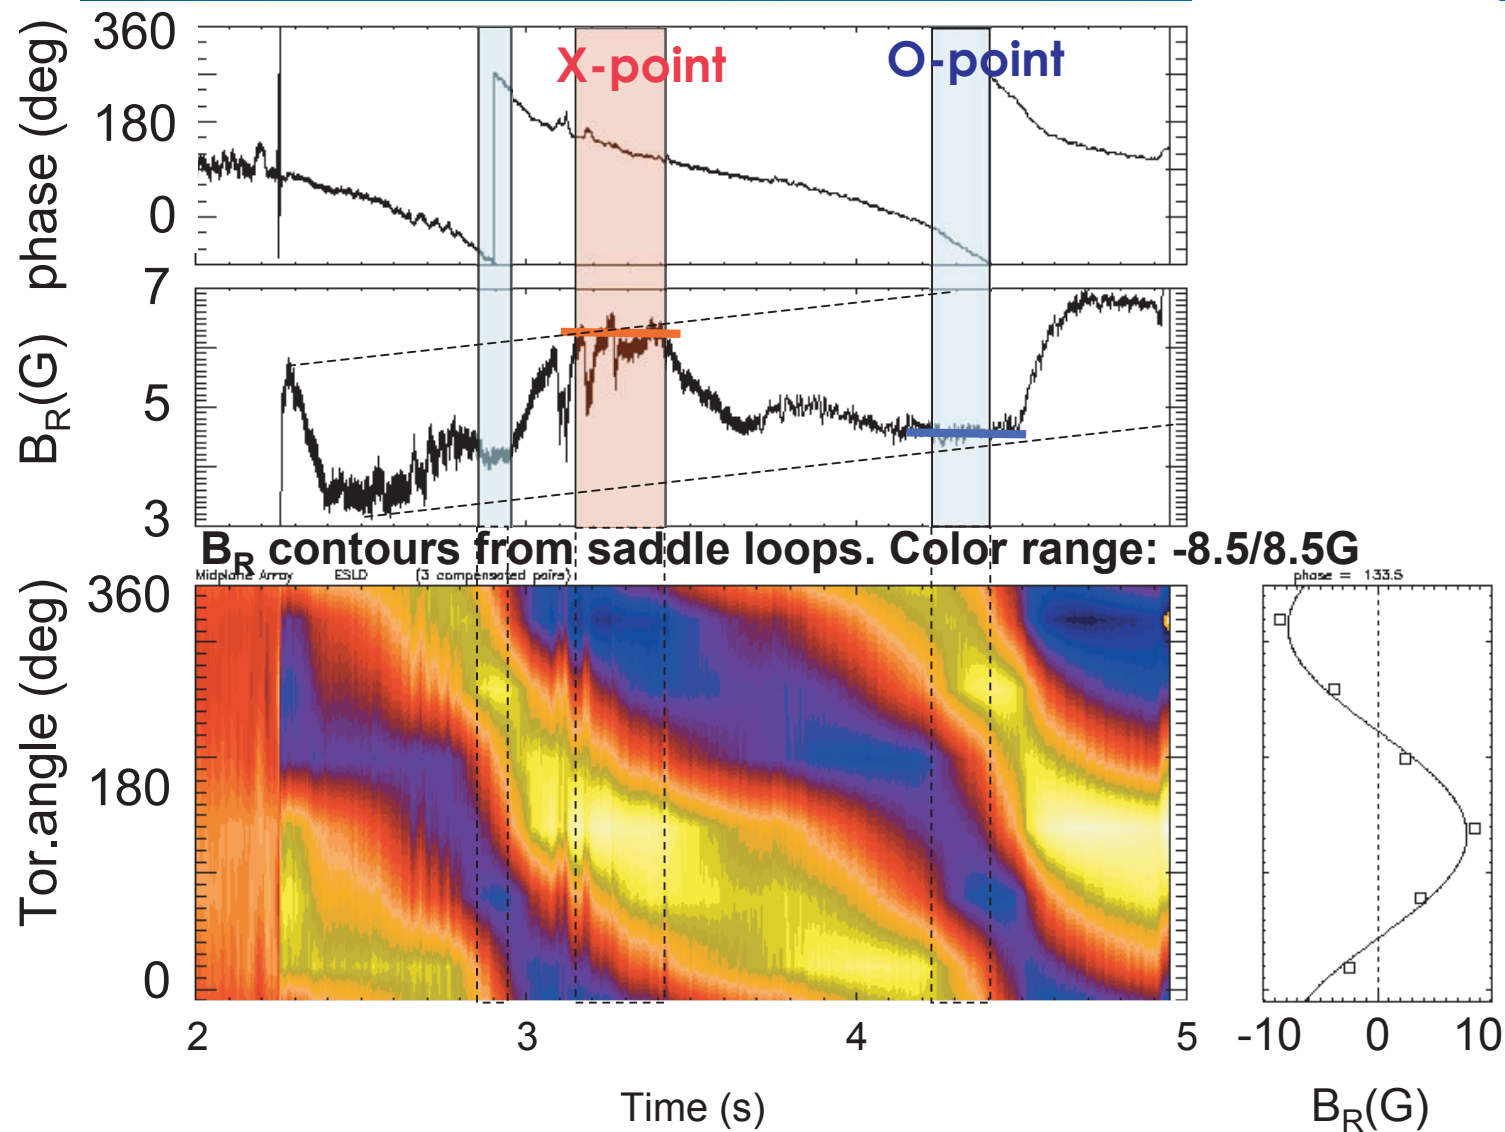 360
180
0
phase (deg)
X-point
O-point
7
5
3
B_R(G)
B_R contours from saddle loops. Color range: -8.5/8.5G
Midplane Array ESLD (3 compensated pairs)
phase = 133.5
360
180
0
Tor.angle (deg)
2 3 4 5
Time (s)
-10 0 10
B_R(G)